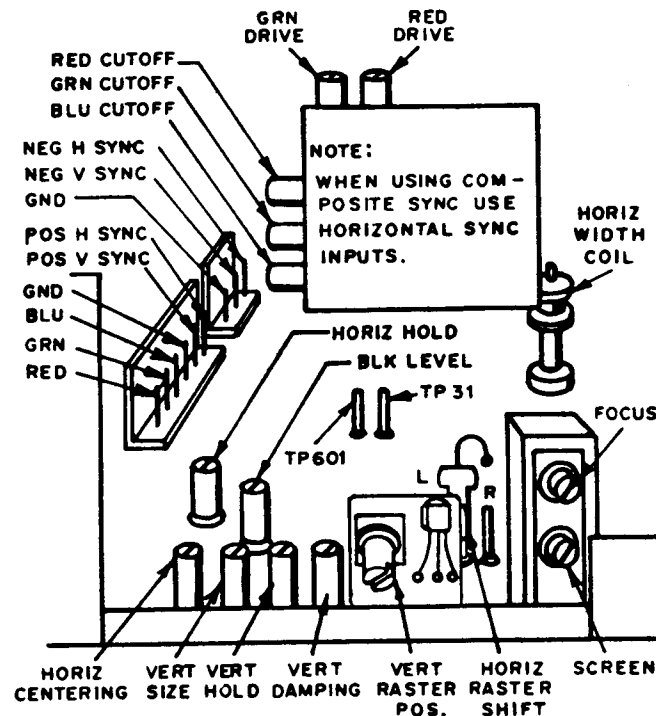 GRN DRIVE
RED DRIVE
RED CUTOFF
GRN CUTOFF
BLU CUTOFF
NEG H SYNC
NEG V SYNC
GND
POS H SYNC
POS V SYNC
GND
BLU
GRN
RED
NOTE:
WHEN USING COM-
POSITE SYNC USE
HORIZONTAL SYNC
INPUTS.
HORIZ
WIDTH
COIL
HORIZ HOLD
BLK LEVEL
TP 31
TP601
FOCUS
L
R
HORIZ
CENTERING
VERT
SIZE
VERT
HOLD
VERT
DAMPING
VERT
RASTER
POS.
HORIZ
RASTER
SHIFT
SCREEN